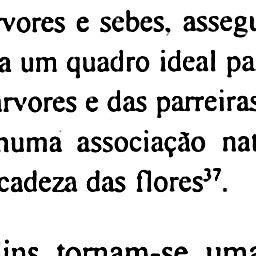 rvores e sebes, assegu
a um quadro ideal pa
arvores e das parreiras
numa associação nat
cadeza das flores³⁷.
ins tornam-se uma